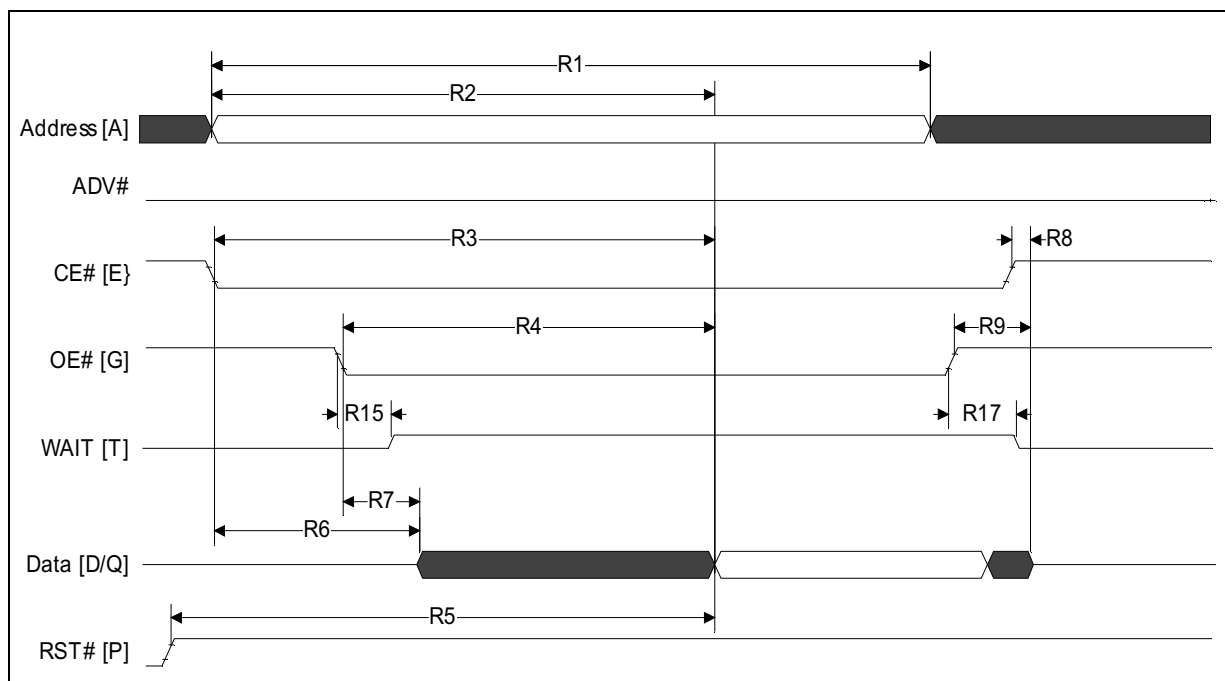 R1
R2
Address [A]
ADV#
R3
R8
CE# [E}
R4
R9
OE# [G]
R15
R17
WAIT [T]
R7
R6
Data [D/Q]
R5
RST# [P]